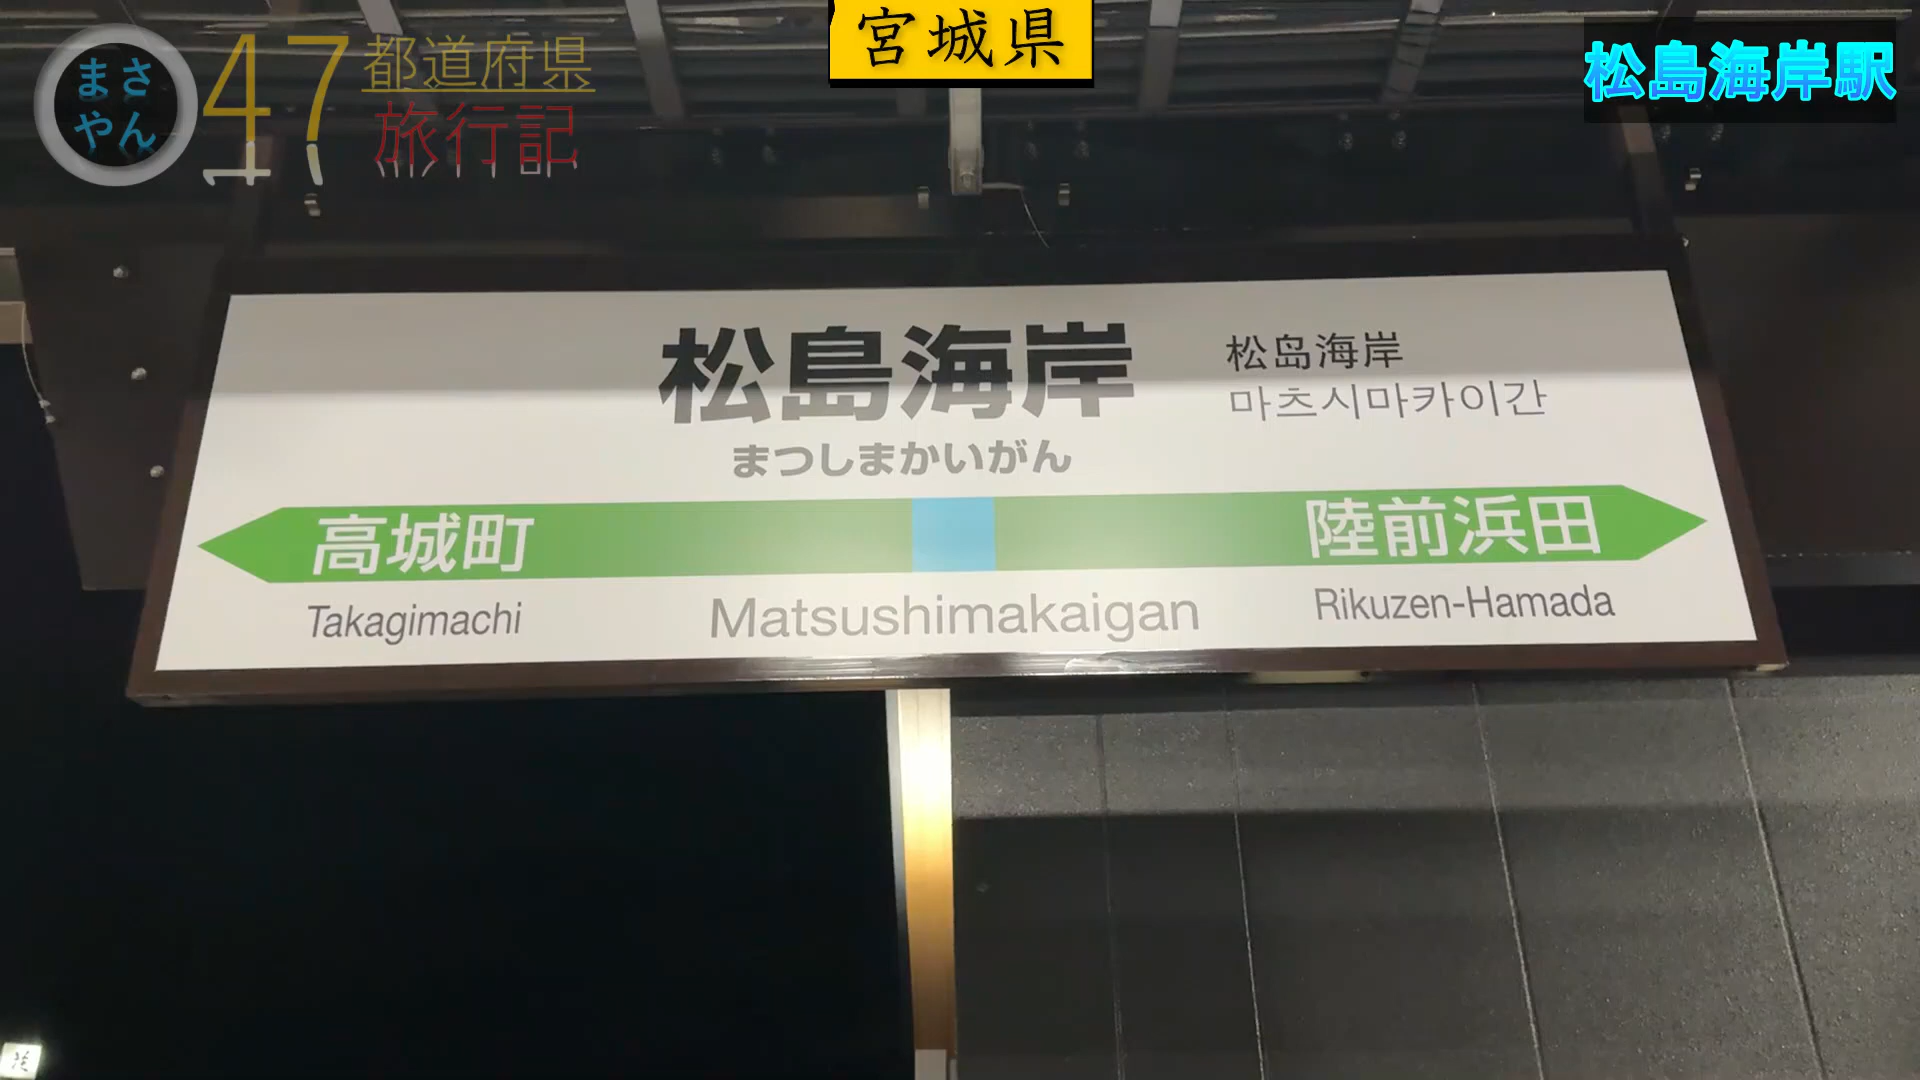 まさ
やん
47
都道府県
旅行記
宮城県
松島海岸駅
松島海岸
まつしまかいがん
松岛海岸
마츠시마카이간
高城町
陸前浜田
Takagimachi
Matsushimakaigan
Rikuzen-Hamada